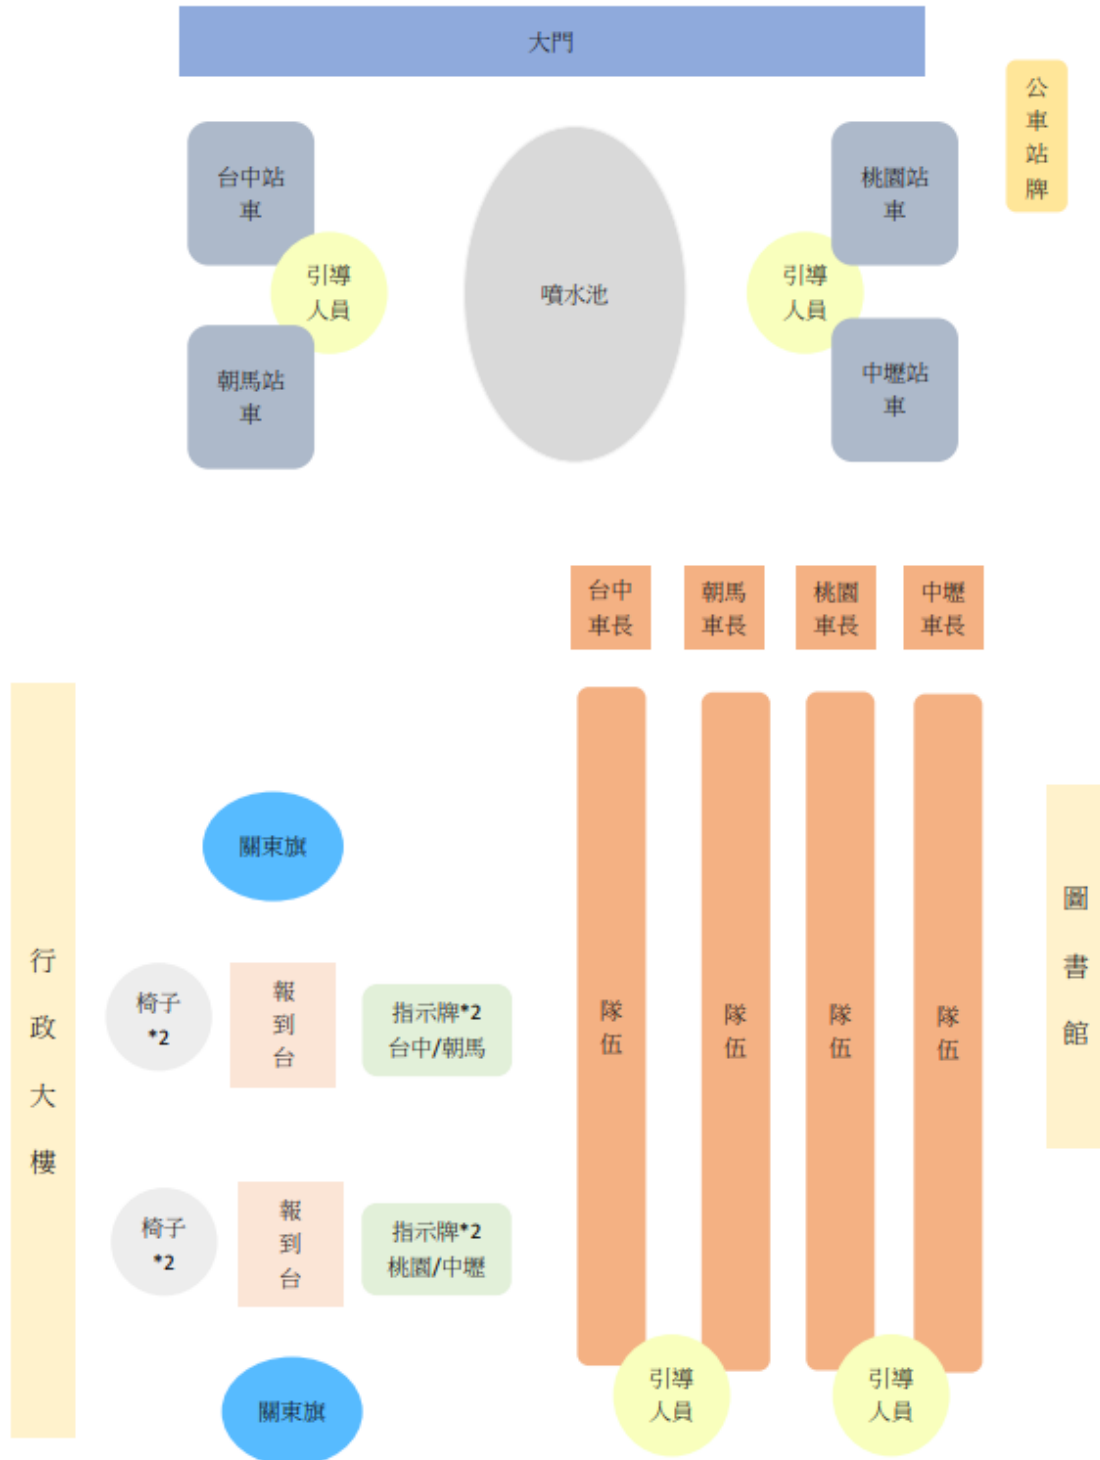 大門
公
車
站
牌
台中站
車
桃園站
車
引導
人員
噴水池
引導
人員
朝馬站
車
中壢站
車
台中
車長
朝馬
車長
桃園
車長
中壢
車長
關東旗
行
政
大
樓
圖
書
館
椅子
*2
報
到
台
指示牌*2
台中/朝馬
隊
伍
隊
伍
隊
伍
隊
伍
椅子
*2
報
到
台
指示牌*2
桃園/中壢
關東旗
引導
人員
引導
人員